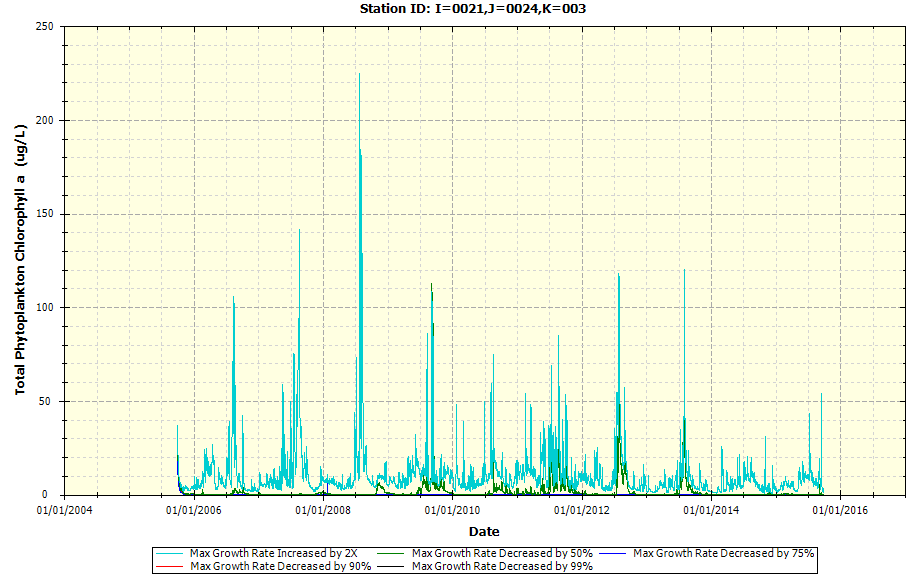 Station ID: I=0021,J=0024,K=003
Total Phytoplankton Chlorophyll a (ug/L)
250
200
150
100
50
0
01/01/2004 01/01/2006 01/01/2008 01/01/2010 01/01/2012 01/01/2014 01/01/2016
Date
Max Growth Rate Increased by 2X Max Growth Rate Decreased by 50% Max Growth Rate Decreased by 75%
Max Growth Rate Decreased by 90% Max Growth Rate Decreased by 99%